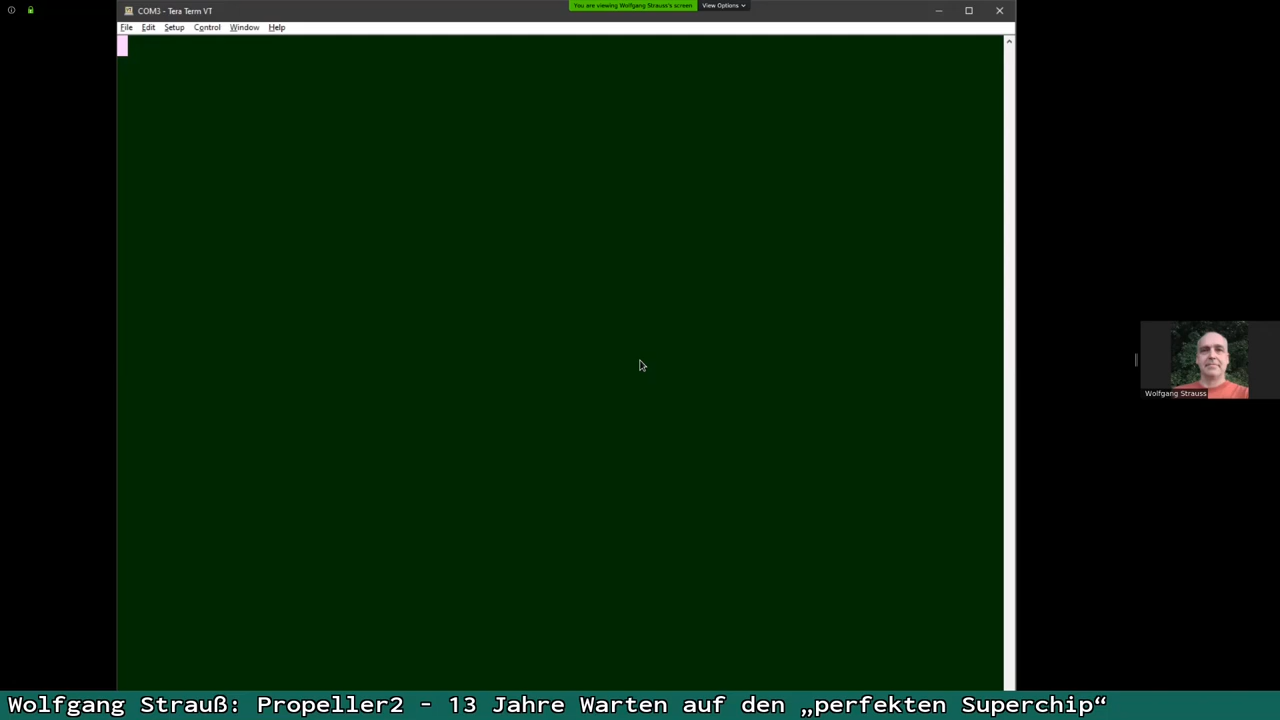 You are viewing Wolfgang Strauss's screen
View Options
COM3 - Tera Term VT
File Edit Setup Control Window Help
Wolfgang Strauss
Wolfgang Strauß: Propeller2 - 13 Jahre Warten auf den „perfekten Superchip“